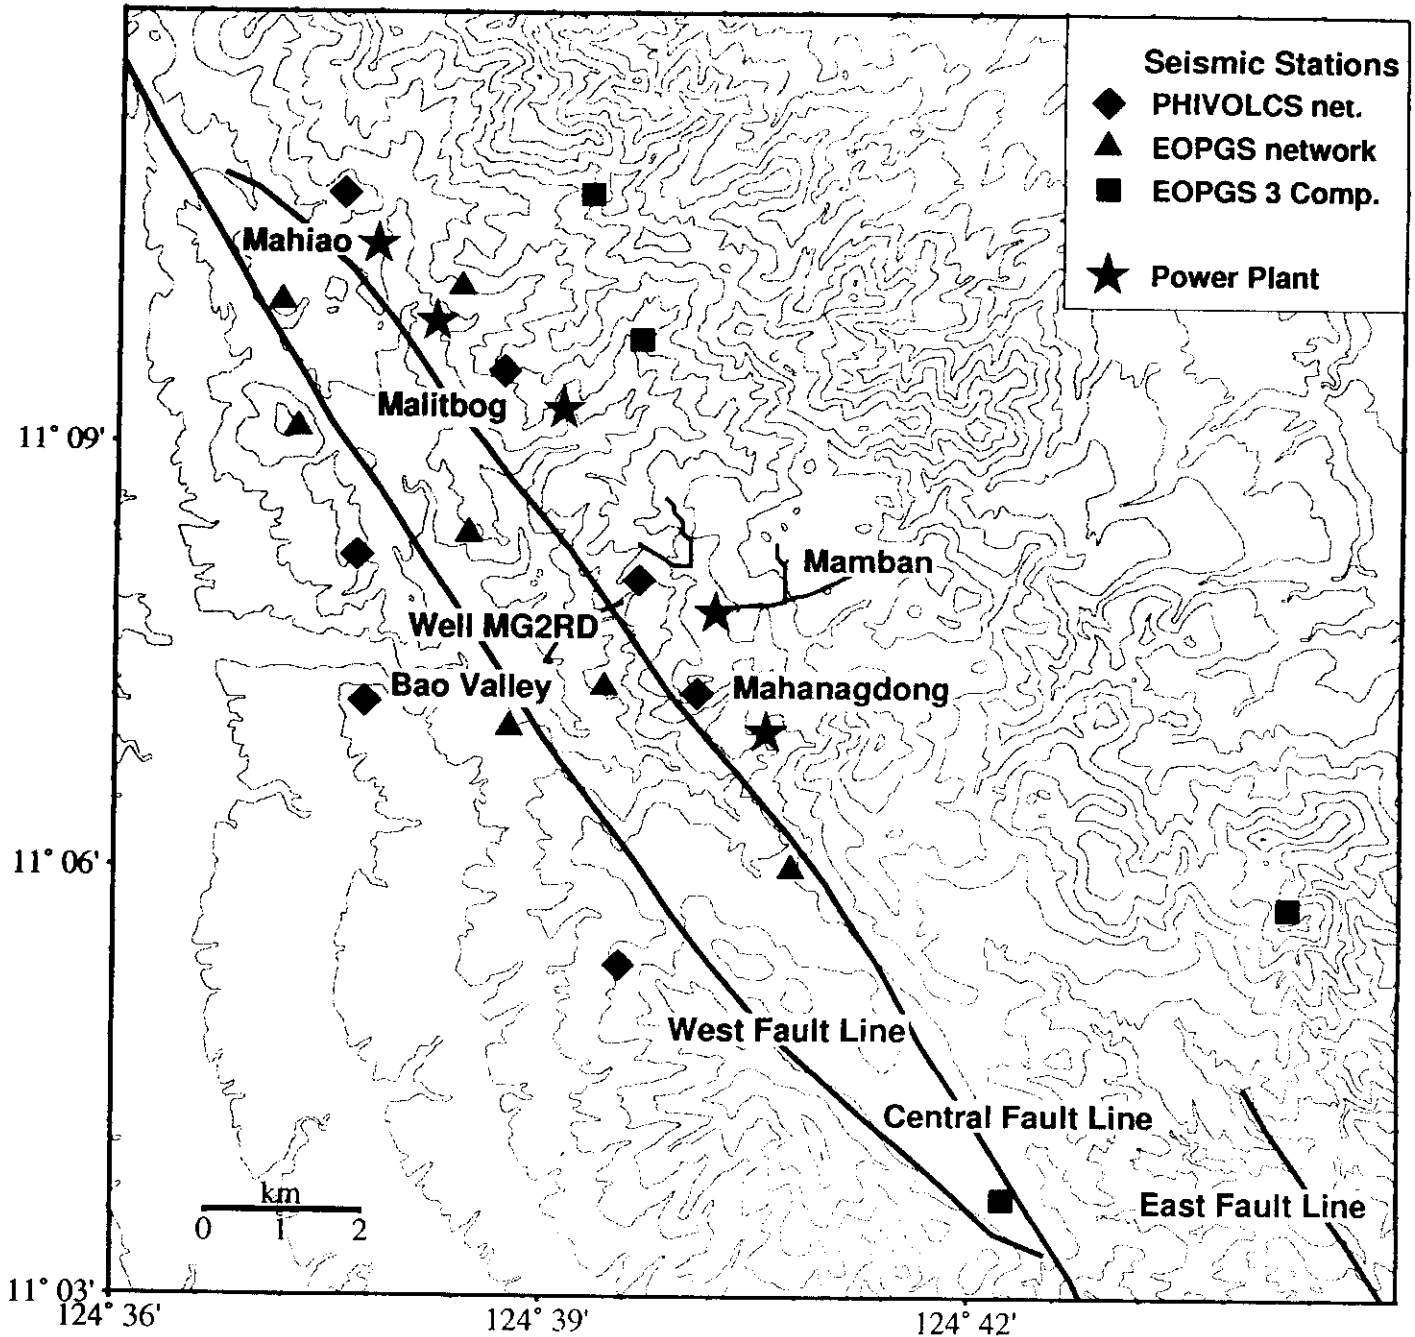 Seismic Stations
PHIVOLCS net.
EOPGS network
EOPGS 3 Comp.
Power Plant
Mahiao
Malitbog
11° 09'
Mamban
Well MG2RD
Bao Valley
Mahanagdong
11° 06'
West Fault Line
Central Fault Line
East Fault Line
km
0 1 2
11° 03'
124° 36'
124° 39'
124° 42'